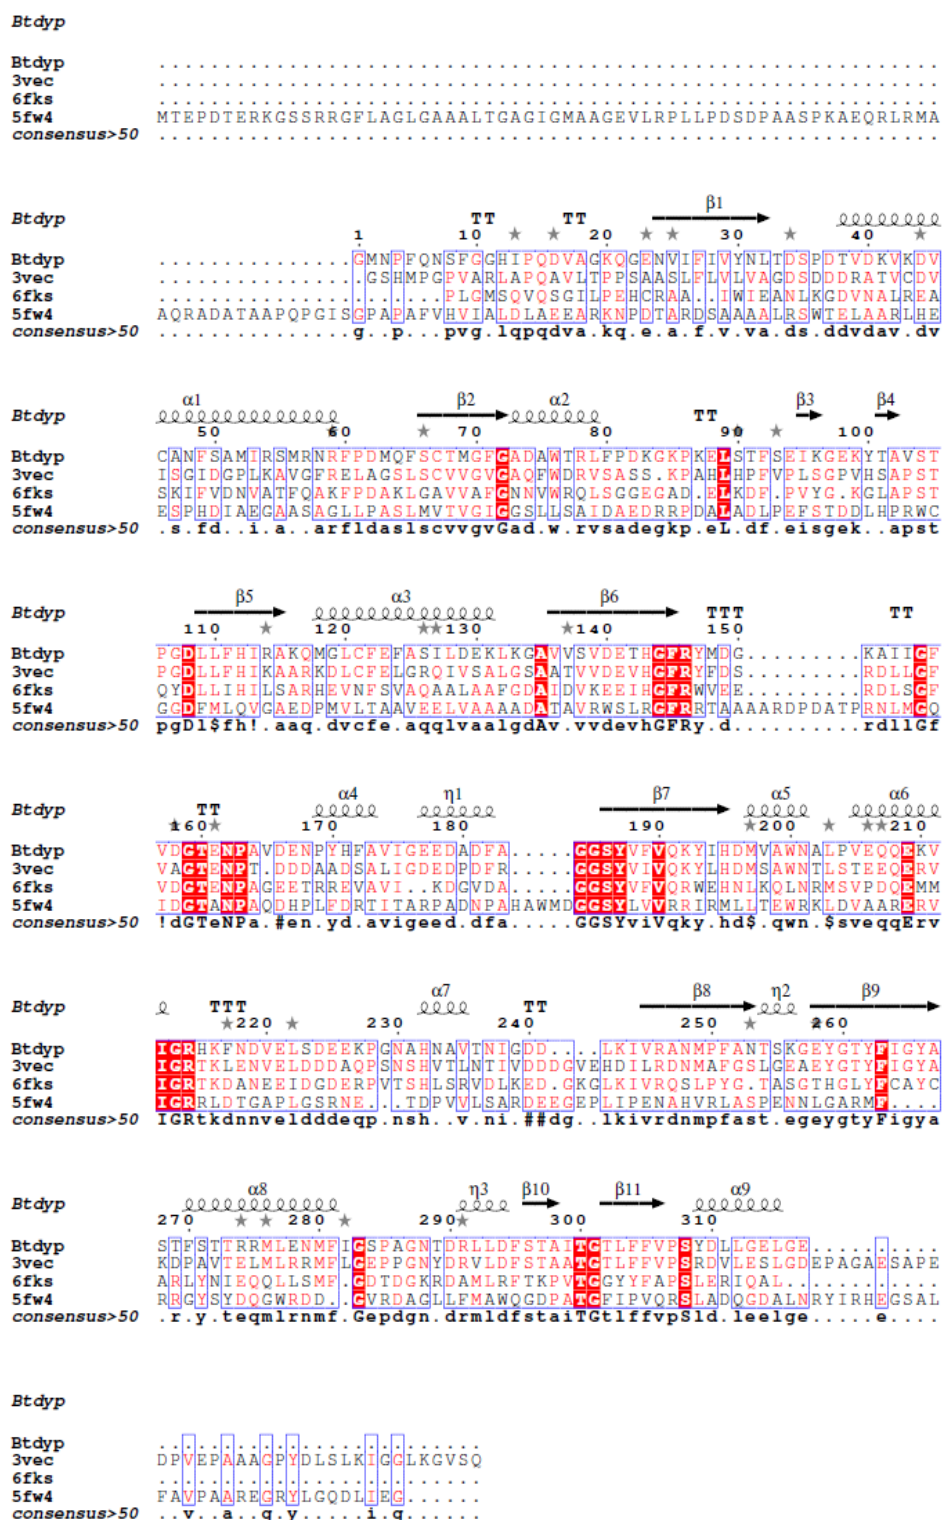 Btdyp
Btdyp ............................................................
3vec ............................................................
6fks ............................................................
5fw4 MTEPDTERKGSSRRGFLAGLGAAALTGAGIGMAAGEVLRPLLPDSDPAASPKAEQRLRMA
consensus>50 ............................................................
β1
Btdyp TT TT
1 10 20 30 40
Btdyp ...............GMNPFQNSFGGHIPQDVAGKQGENVIFIVYNLTDSPDTVDKVKDV
3vec ................GSHMPGPVARLAPQAVLTPPSAASLFLVLVAGDSDDDRATVCDV
6fks ......................PLGMSQVQSGILPEHCRAA..IWIEANLKGDVNALREA
5fw4 AQRADATAAPQPGISGPAPAFVHVIALDLAEEARKNPDTARDSAAAALRSWTELAARLHE
consensus>50 ...............g..p...pvg.lqpqdva.kq.e.a.f.v.va.ds.ddvdav.dv
α1 β2 α2 β3 β4
Btdyp TT
50 60 70 80 90 100
Btdyp CANFSAMIRSMRNRFPDMQFSCTMGFGADAWTRLFPDKGKPKELSTFSEIKGEKYTAVST
3vec ISGIDGPLKAVGFRELAGSLSCVVGVGAQFWDRVSASS.KPAHLHPFVPLSGPVHSAPST
6fks SKIFVDNVATFQAKFPDAKLGAVVAFGNNVWRQLSGGEGAD.ELKDF.PVYG.KGLAPST
5fw4 ESPHDIAEGAASAGLLPASLMVTVGIGGSLLSAIDAEDRRPDALADLPEFSTDDLHPRWC
consensus>50 .s.fd..i.a..arfldaslscvvgvGad.w.rvsadegkp.eL.df.eisgek..apst
β5 α3 β6
Btdyp TTT TT
110 120 130 140 150
Btdyp PGDLLFHIRAKQMGLCFEFASILDEKLKGAVVSVDETHGFRYMDG.........KAIIGF
3vec PGDLLFHIKAARKDLCFELGRQIVSALGSAATVVDEVHGFRYFDS.........RDLLGF
6fks QYDLLIHILSARHEVNFSVAQAALAAFGDAIDVKEEIHGFRWVEE.........RDLSGF
5fw4 GGDFMLQVGAEDPMVLTAAVEELVAAAADATAVRWSLRGFRRTAAAARDPDATPRNLMGQ
consensus>50 pgDl$fh!.aaq.dvcfe.aqqlvaalgdAv.vvdevhGFRy.d..........rdllGf
α4 η1 β7 α5 α6
Btdyp TT
160 170 180 190 200 210
Btdyp VDGTENPAVDENPYHFAVIGEEDADFA.....GGSYVFVQKYIHDMVAWNALPVEQQEKV
3vec VAGTENPT.DDDAADSALIGDEDPDFR.....GGSYVIVQKYLHDMSAWNTLSTEEQERV
6fks VDGTENPAGEETRREVAVI..KDGVDA.....GGSYVFVQRWEHNLKQLNRMSVPDQEMM
5fw4 IDGTANPAQDHPLFDRTITARPADNPAHAWMDGGSYLVVRRIRMLLTEWRKLDVAARERV
consensus>50 !dGTeNPa.#en.yd.avigeed.dfa.....GGSYviVqky.hd$.qwn.$sveqqErv
α7 β8 η2 β9
Btdyp TTT TT
220 230 240 250 260
Btdyp IGRHKFNDVELSDEEKPGNAHNAVTNIGDD....LKIVRANMPFANTSKGEYGTYFIGYA
3vec IGRTKLENVELDDDAQPSNSHVTLNTIVDDDGVEHDILRDNMAFGSLGEAEYGTYFIGYA
6fks IGRTKDANEEIDGDERPVTSHLSRVDLKED.GKGLKIVRQSLPYG.TASGTHGLYFCAYC
5fw4 IGRRLDTGAPLGSRNE...TDPVVLSARDEEGEPLIPENAHVRLASPENNLGARMF....
consensus>50 IGRtkdnnveldddeqp.nsh..v.ni.##dg..lkivrdnmpfast.egeygtyFigya
α8 η3 β10 β11 α9
Btdyp
270 280 290 300 310
Btdyp STFSTTRRMLENMFIGSPAGNTDRLLDFSTAITGTLFFVPSYDLLGELGE..........
3vec KDPAVTELMLRRMFLGEPPGNYDRVLDFSTAATGTLFFVPSRDVLESLGDEPAGAESAPE
6fks ARLYNIEQQLLSMF.GDTDGKRDAMLRFTKPVTGGYYFAPSLERIQAL............
5fw4 RRGYSYDQGWRDD..GVRDAGLLFMAWQGDPATGFIPVQRSLADQGDALNRYIRHEGSAL
consensus>50 .r.y.teqmlrnmf.Gepdgn.drmldfstaiTGtlffvpSld.leelge.....e....
Btdyp
Btdyp .........................
3vec DPVEPAAAGPYDLSLKIGGLKGVSQ
6fks .........................
5fw4 FAVPAAREGRYLGQDLIEG......
consensus>50 ..v..a..g.y.....i.g......